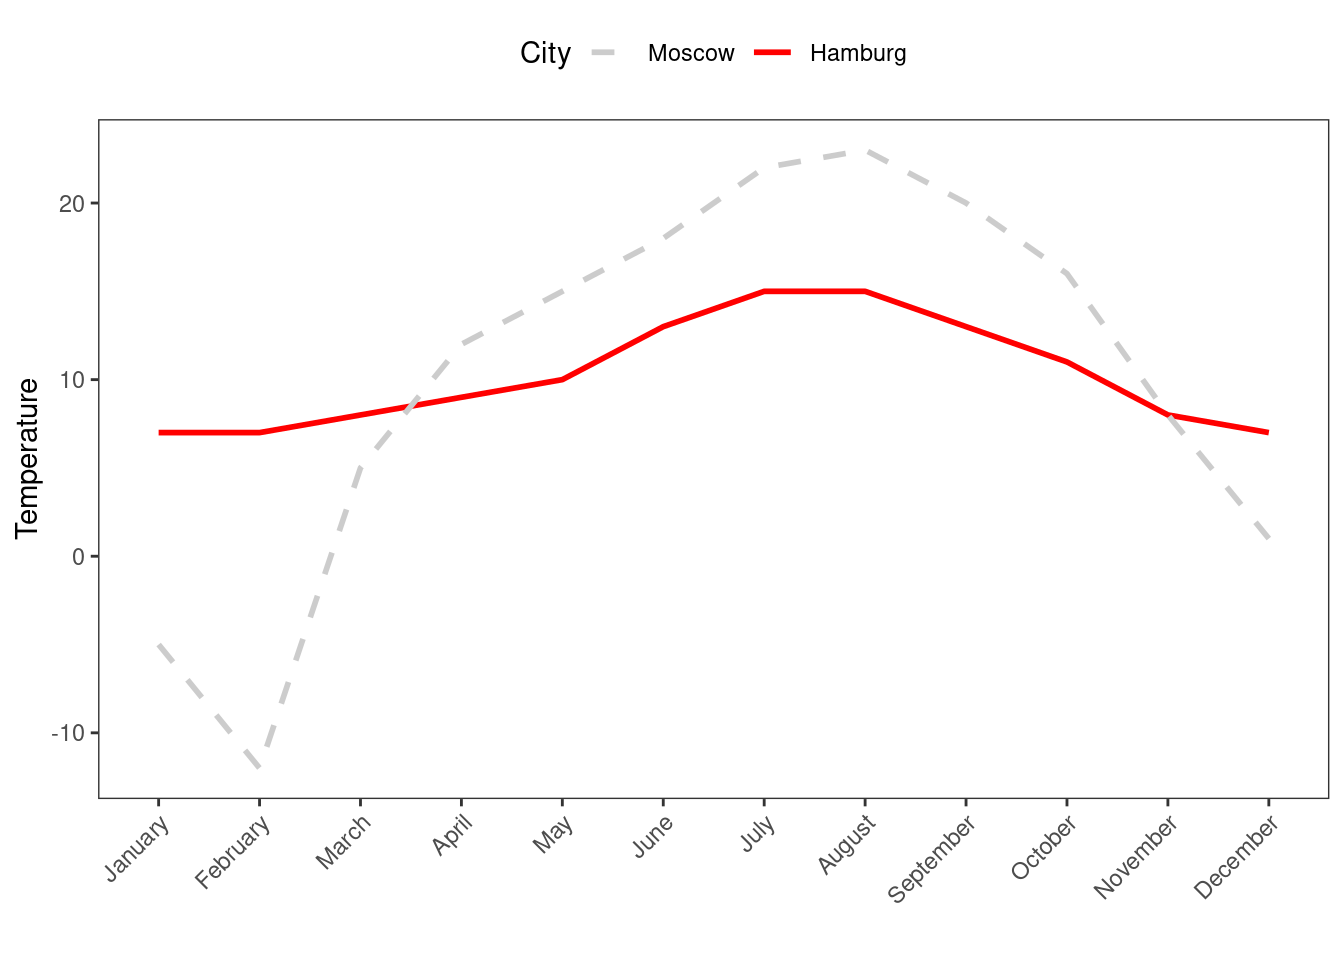 City Moscow Hamburg
Temperature
20
10
0
-10
January February March April May June July August September October November December